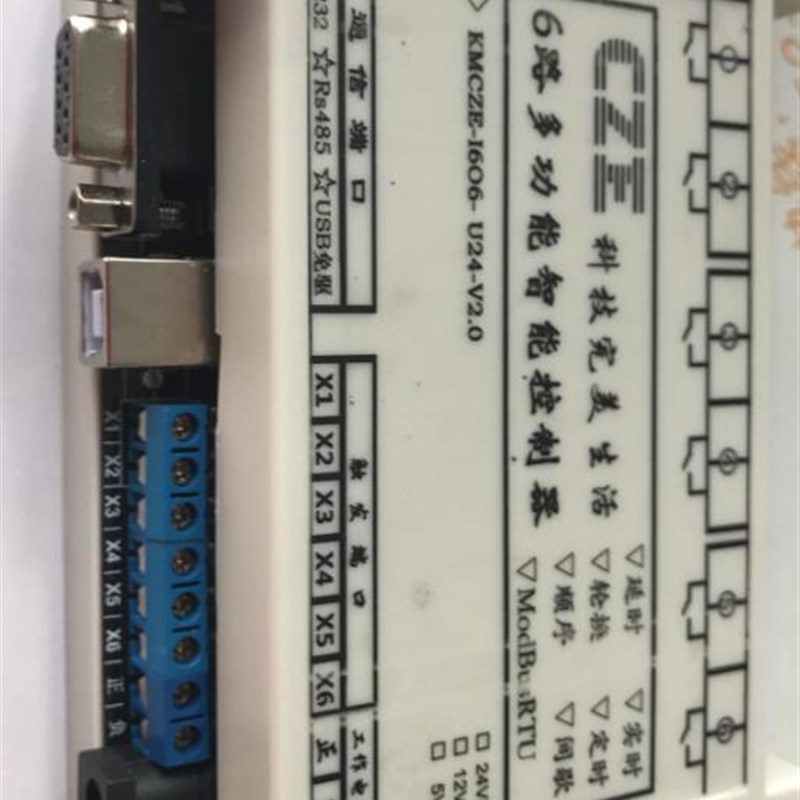 CZE 科技完美生活
6路多功能智能控制器
▽延时 ▽实时
▽轮换 ▽定时
▽顺序 ▽间歇
▽ModBusRTU
KMCZE-I6O6-U24-V2.0
24V
12V
5V
通信端口
232 ☆Rs485 ☆USB免驱
触发端口
X1 X2 X3 X4 X5 X6
工作电
正
X1 | X2 | X3 | X4 | X5 | X6 | 正 | 负